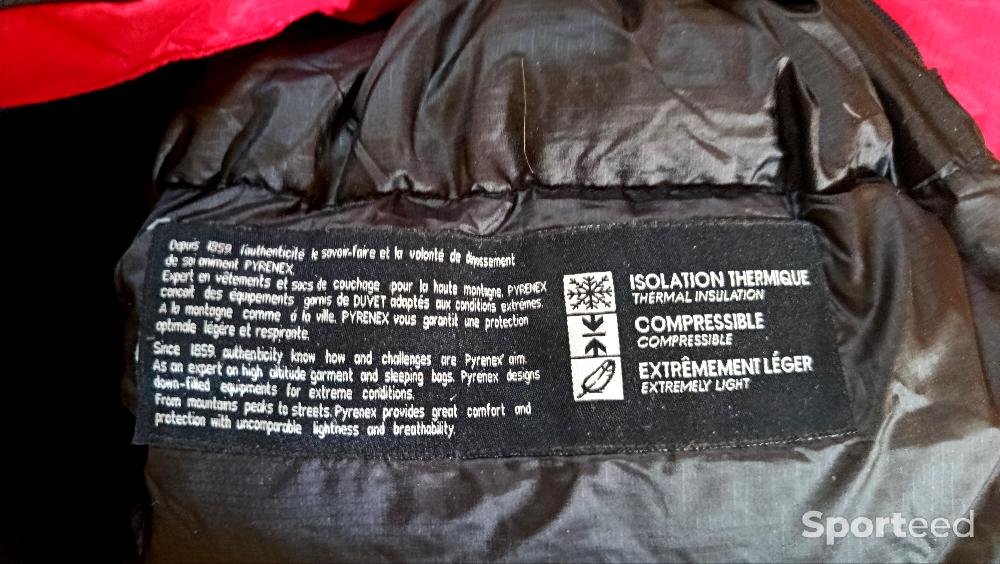 Depuis 1859, l'authenticité le savoir-faire et la volonté de dépassement
de soi animent PYRENEX.
Expert en vêtements et sacs de couchage pour la haute montagne, PYRENEX
conçoit des équipements garnis de DUVET adaptés aux conditions extrêmes.
A la montagne comme à la ville, PYRENEX vous garantit une protection
optimale légère et respirante.
Since 1859, authenticity know how and challenges are Pyrenex' aim.
As an expert on high altitude garment and sleeping bags, Pyrenex designs
down-filled equipments for extreme conditions.
From mountains peaks to streets, Pyrenex provides great comfort and
protection with uncomparable lightness and breathability.
ISOLATION THERMIQUE
THERMAL INSULATION
COMPRESSIBLE
COMPRESSIBLE
EXTRÊMEMENT LÉGER
EXTREMELY LIGHT
Sporteed